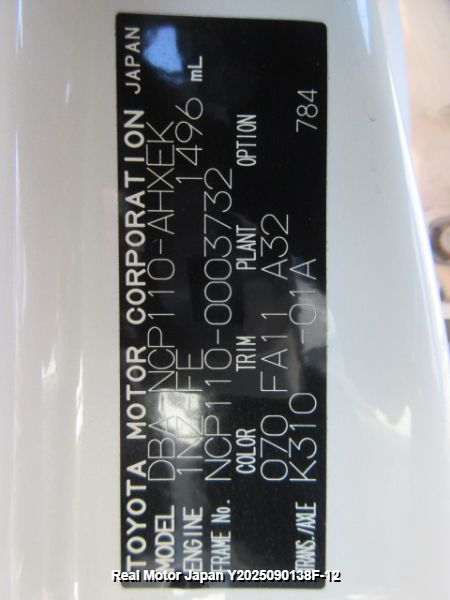 TOYOTA MOTOR CORPORATION JAPAN
MODEL DBA-NCP110-AHXEK
ENGINE 1NZ-FE 1496 mL
FRAME No. NCP110-0003732
COLOR TRIM PLANT OPTION
070 FA11 A32
TRANS./AXLE K310 -01A 784
Real Motor Japan Y2025090138F-12